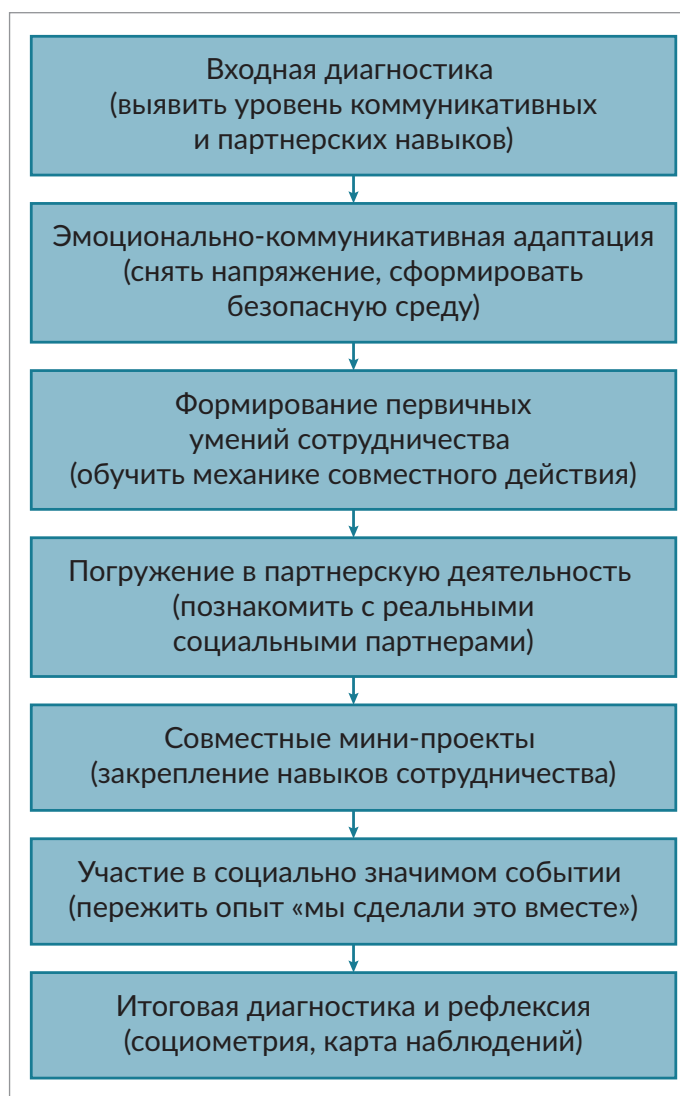 Входная диагностика
(выявить уровень коммуникативных
и партнерских навыков)
Эмоционально-коммуникативная адаптация
(снять напряжение, сформировать
безопасную среду)
Формирование первичных
умений сотрудничества
(обучить механике совместного действия)
Погружение в партнерскую деятельность
(познакомить с реальными
социальными партнерами)
Совместные мини-проекты
(закрепление навыков сотрудничества)
Участие в социально значимом событии
(пережить опыт «мы сделали это вместе»)
Итоговая диагностика и рефлексия
(социометрия, карта наблюдений)